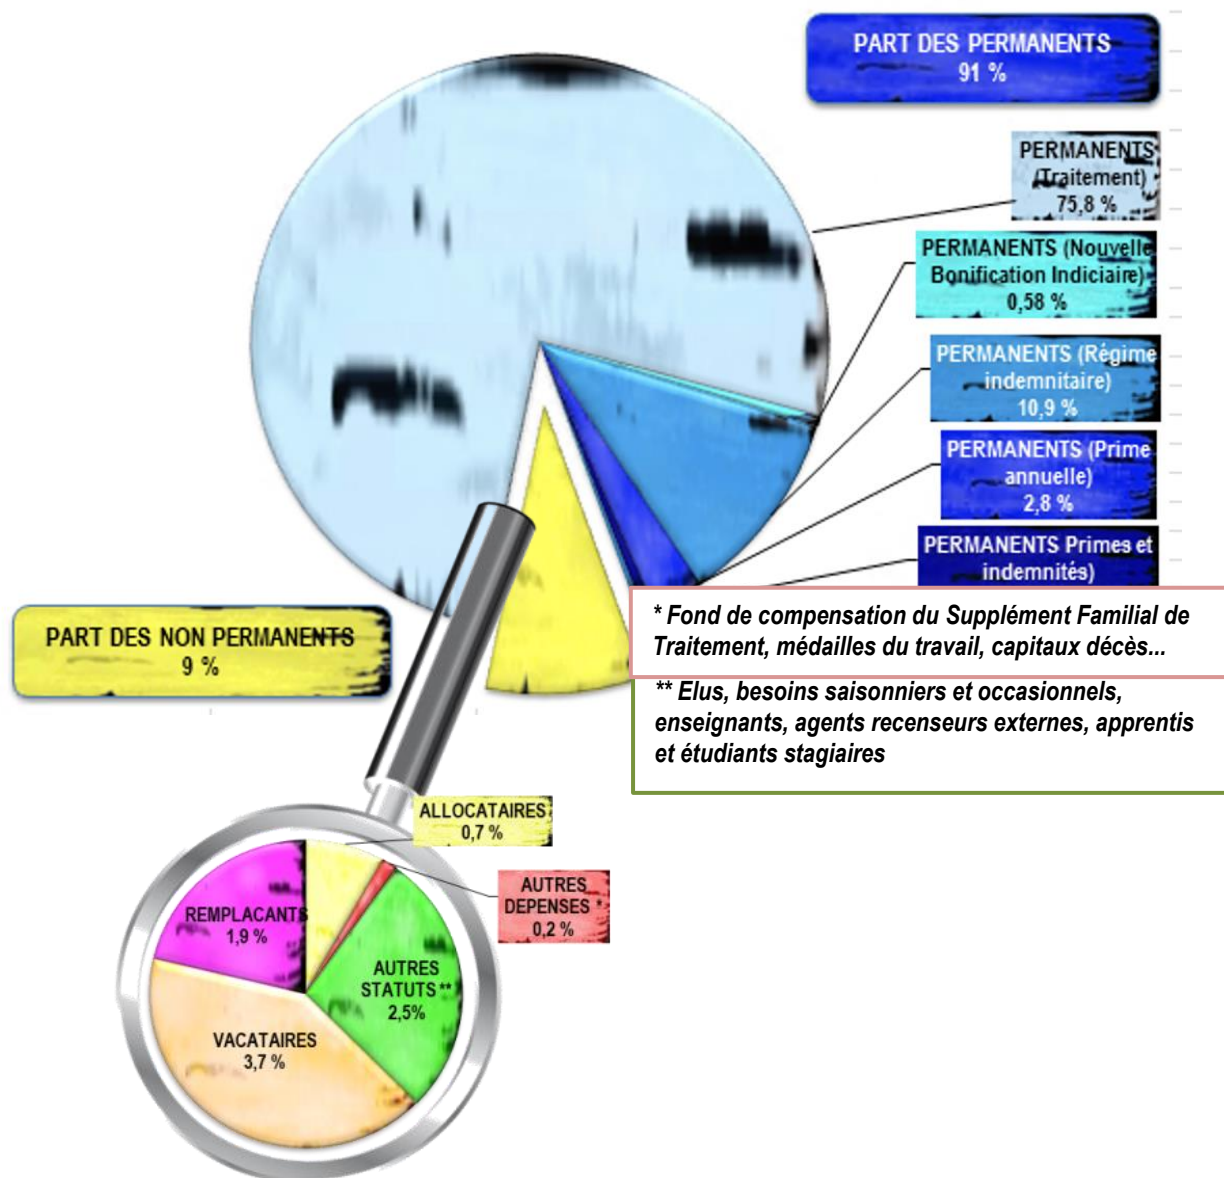 PART DES PERMANENTS
91 %
PERMANENTS
(Traitement)
75,8 %
PERMANENTS (Nouvelle
Bonification Indiciaire)
0,58 %
PERMANENTS (Régime
indemnitaire)
10,9 %
PERMANENTS (Prime
annuelle)
2,8 %
PERMANENTS Primes et
indemnités)
* Fond de compensation du Supplément Familial de
Traitement, médailles du travail, capitaux décès...
** Elus, besoins saisonniers et occasionnels,
enseignants, agents recenseurs externes, apprentis
et étudiants stagiaires
PART DES NON PERMANENTS
9 %
ALLOCATAIRES
0,7 %
AUTRES
DEPENSES *
0,2 %
REMPLACANTS
1,9 %
AUTRES
STATUTS **
2,5%
VACATAIRES
3,7 %